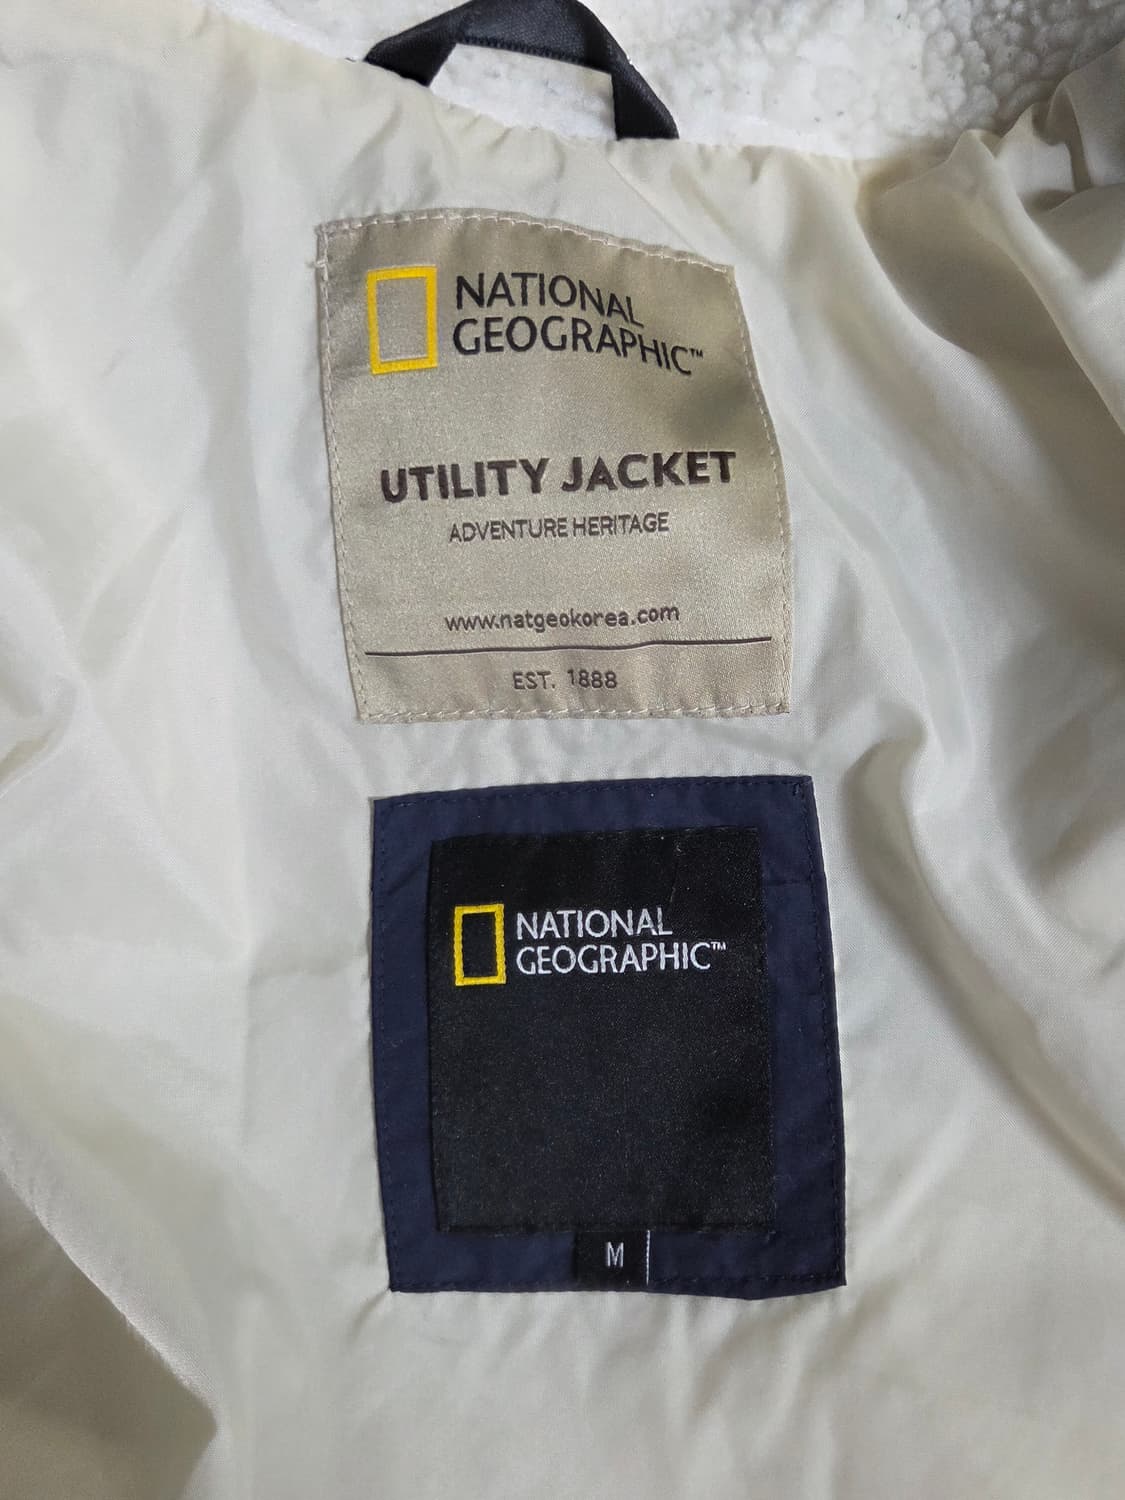 NATIONAL
GEOGRAPHIC™
UTILITY JACKET
ADVENTURE HERITAGE
www.natgeokorea.com
EST. 1888
NATIONAL
GEOGRAPHIC™
M